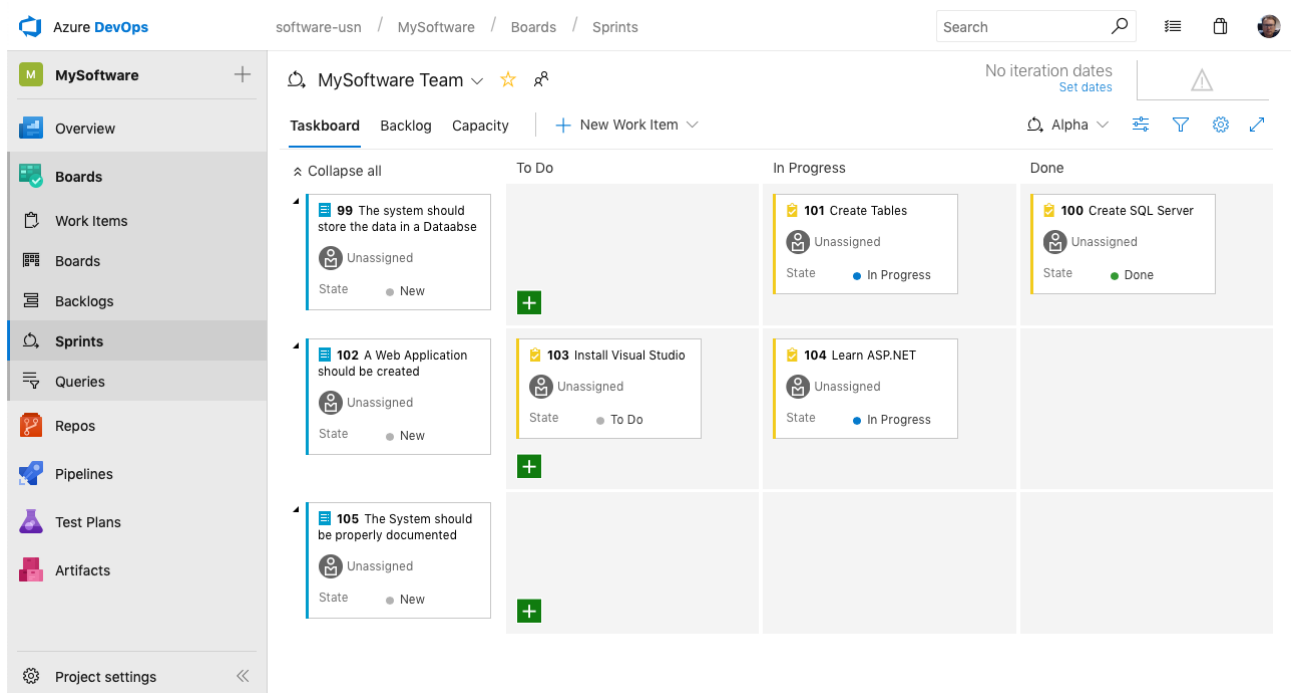 Azure DevOps
software-usn / MySoftware / Boards / Sprints
Search
M MySoftware
Overview
Boards
Work Items
Boards
Backlogs
Sprints
Queries
Repos
Pipelines
Test Plans
Artifacts
Project settings
MySoftware Team
No iteration dates
Set dates
Taskboard Backlog Capacity New Work Item
Alpha
Collapse all
To Do
In Progress
Done
99 The system should
store the data in a Dataabse
Unassigned
State New
101 Create Tables
Unassigned
State In Progress
100 Create SQL Server
Unassigned
State Done
102 A Web Application
should be created
Unassigned
State New
103 Install Visual Studio
Unassigned
State To Do
104 Learn ASP.NET
Unassigned
State In Progress
105 The System should
be properly documented
Unassigned
State New